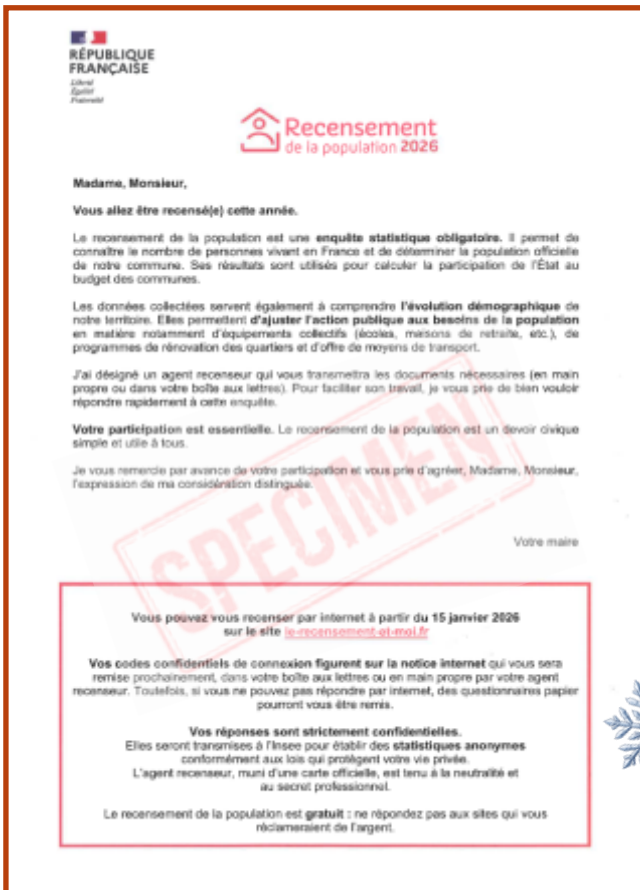 RÉPUBLIQUE
FRANÇAISE
Liberté
Égalité
Fraternité
Recensement
de la population 2026
Madame, Monsieur,
Vous allez être recensé(e) cette année.
Le recensement de la population est une enquête statistique obligatoire. Il permet de
connaître le nombre de personnes vivant en France et de déterminer la population officielle
de notre commune. Ses résultats sont utilisés pour calculer la participation de l'État au
budget des communes.
Les données collectées servent également à comprendre l'évolution démographique de
notre territoire. Elles permettent d'ajuster l'action publique aux besoins de la population
en matière notamment d'équipements collectifs (écoles, maisons de retraite, etc.), de
programmes de rénovation des quartiers et d'offre de moyens de transport.
J'ai désigné un agent recenseur qui vous transmettra les documents nécessaires (en main
propre ou dans votre boîte aux lettres). Pour faciliter son travail, je vous prie de bien vouloir
répondre rapidement à cette enquête.
Votre participation est essentielle. Le recensement de la population est un devoir civique
simple et utile à tous.
Je vous remercie par avance de votre participation et vous prie d'agréer, Madame, Monsieur,
l'expression de ma considération distinguée.
SPECIMEN
Votre maire
Vous pouvez vous recenser par internet à partir du 15 janvier 2026
sur le site le-recensement-et-moi.fr
Vos codes confidentiels de connexion figurent sur la notice internet qui vous sera
remise prochainement, dans votre boîte aux lettres ou en main propre par votre agent
recenseur. Toutefois, si vous ne pouvez pas répondre par internet, des questionnaires papier
pourront vous être remis.
Vos réponses sont strictement confidentielles.
Elles seront transmises à l'Insee pour établir des statistiques anonymes
conformément aux lois qui protègent votre vie privée.
L'agent recenseur, muni d'une carte officielle, est tenu à la neutralité et
au secret professionnel.
Le recensement de la population est gratuit : ne répondez pas aux sites qui vous
réclameraient de l'argent.